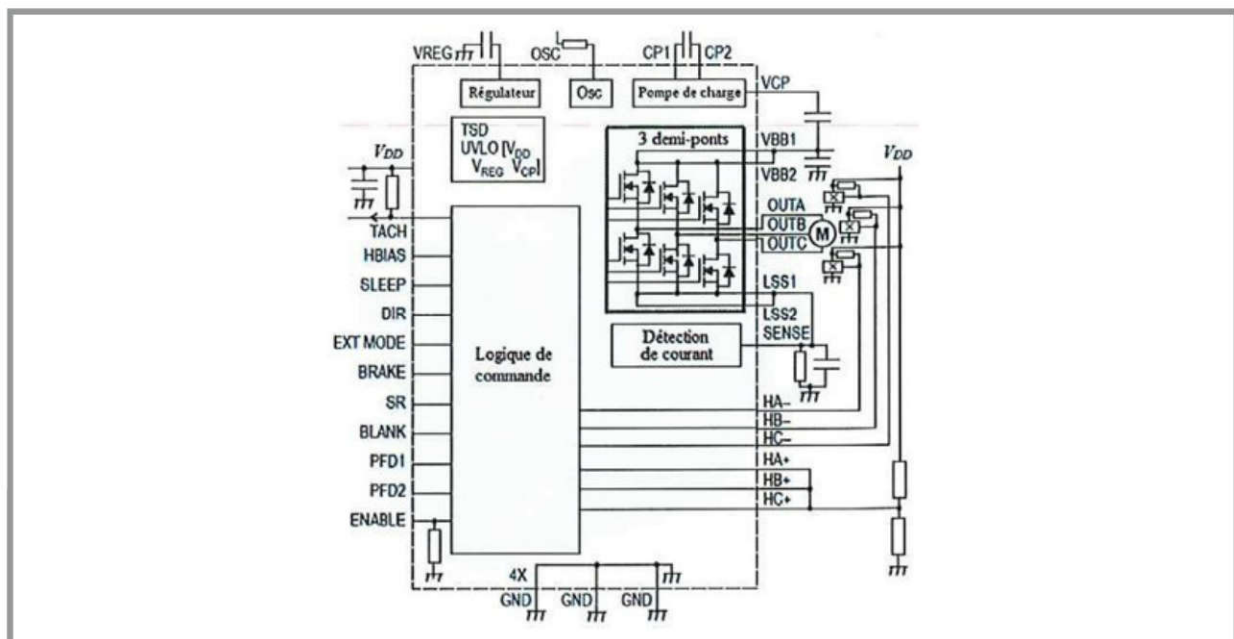 VREG
OSC
CP1
CP2
Régulateur
Osc
Pompe de charge
VCP
TSD
UVLO [VDD
VREG VCP]
3 demi-ponts
VBB1
VDD
VDD
VBB2
OUTA
OUTB
M
OUTC
TACH
HBIAS
SLEEP
LSS1
DIR
LSS2
SENSE
EXT MODE
Logique de
commande
Détection
de courant
BRAKE
SR
HA−
BLANK
HB−
HC−
PFD1
HA+
PFD2
HB+
HC+
ENABLE
4X
GND
GND
GND